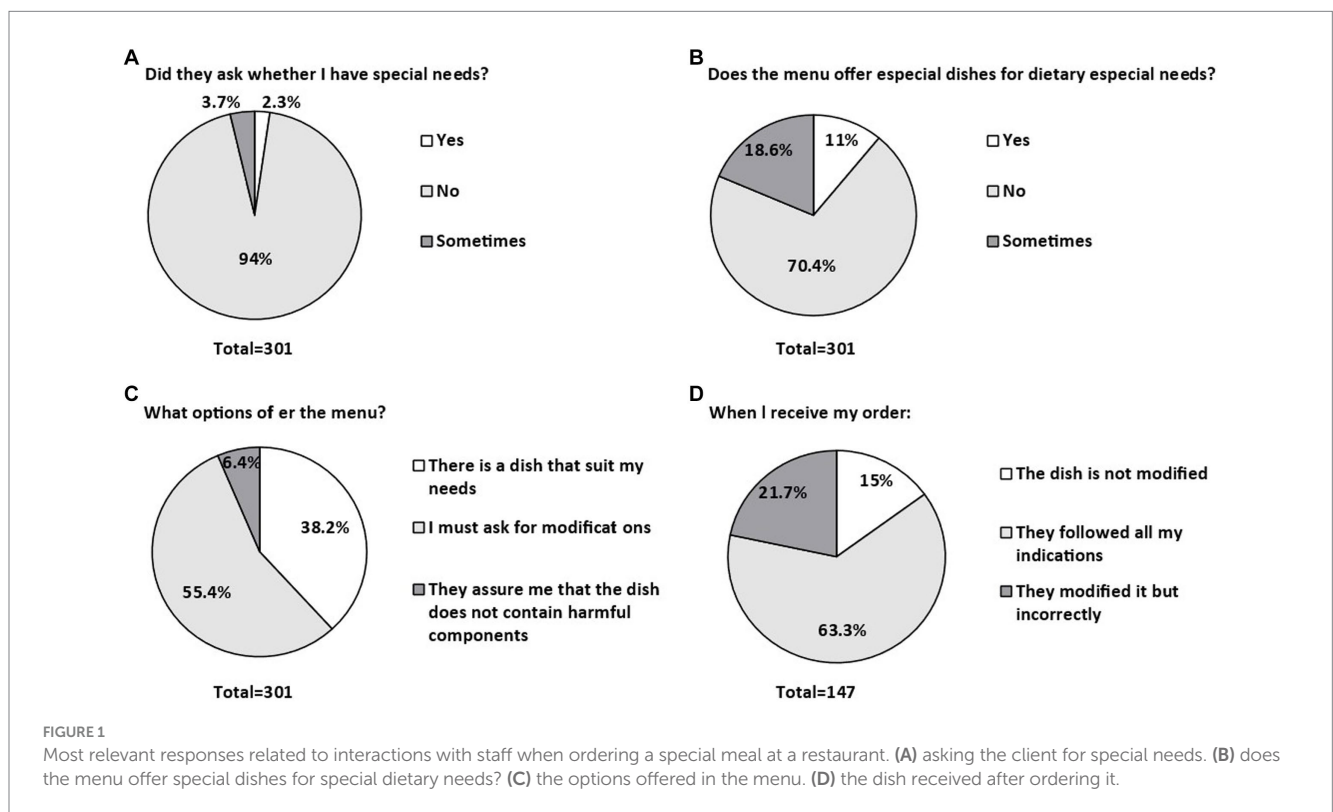 A
Did they ask whether I have special needs?
3.7%
2.3%
94%
Yes
No
Sometimes
Total=301
B
Does the menu offer especial dishes for dietary especial needs?
18.6%
11%
70.4%
Yes
No
Sometimes
Total=301
C
What options of er the menu?
6.4%
38.2%
55.4%
There is a dish that suit my
needs
I must ask for modificat ons
They assure me that the dish
does not contain harmful
components
Total=301
D
When I receive my order:
21.7%
15%
63.3%
The dish is not modified
They followed all my
indications
They modified it but
incorrectly
Total=147
FIGURE 1
Most relevant responses related to interactions with staff when ordering a special meal at a restaurant. (A) asking the client for special needs. (B) does
the menu offer special dishes for special dietary needs? (C) the options offered in the menu. (D) the dish received after ordering it.